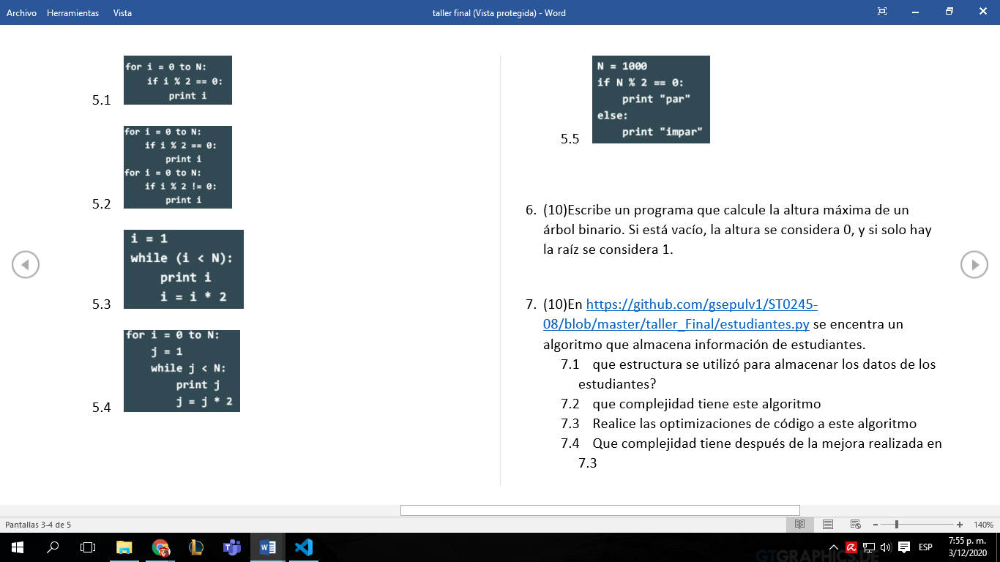 Archivo Herramientas Vista
taller final (Vista protegida) - Word
for i = 0 to N:
if i % 2 == 0:
print i
5.1
for i = 0 to N:
if i % 2 == 0:
print i
for i = 0 to N:
if i % 2 != 0:
print i
5.2
i = 1
while (i < N):
print i
i = i * 2
5.3
for i = 0 to N:
j = 1
while j < N:
print j
j = j * 2
5.4
N = 1000
if N % 2 == 0:
print "par"
else:
print "impar"
5.5
6. (10)Escribe un programa que calcule la altura máxima de un
árbol binario. Si está vacío, la altura se considera 0, y si solo hay
la raíz se considera 1.
7. (10)En https://github.com/gsepulv1/ST0245-
08/blob/master/taller_Final/estudiantes.py se encentra un
algoritmo que almacena información de estudiantes.
7.1 que estructura se utilizó para almacenar los datos de los
estudiantes?
7.2 que complejidad tiene este algoritmo
7.3 Realice las optimizaciones de código a este algoritmo
7.4 Que complejidad tiene después de la mejora realizada en
7.3
Pantallas 3-4 de 5
140%
ESP
7:55 p. m.
3/12/2020
GTGRAPHICS.DE